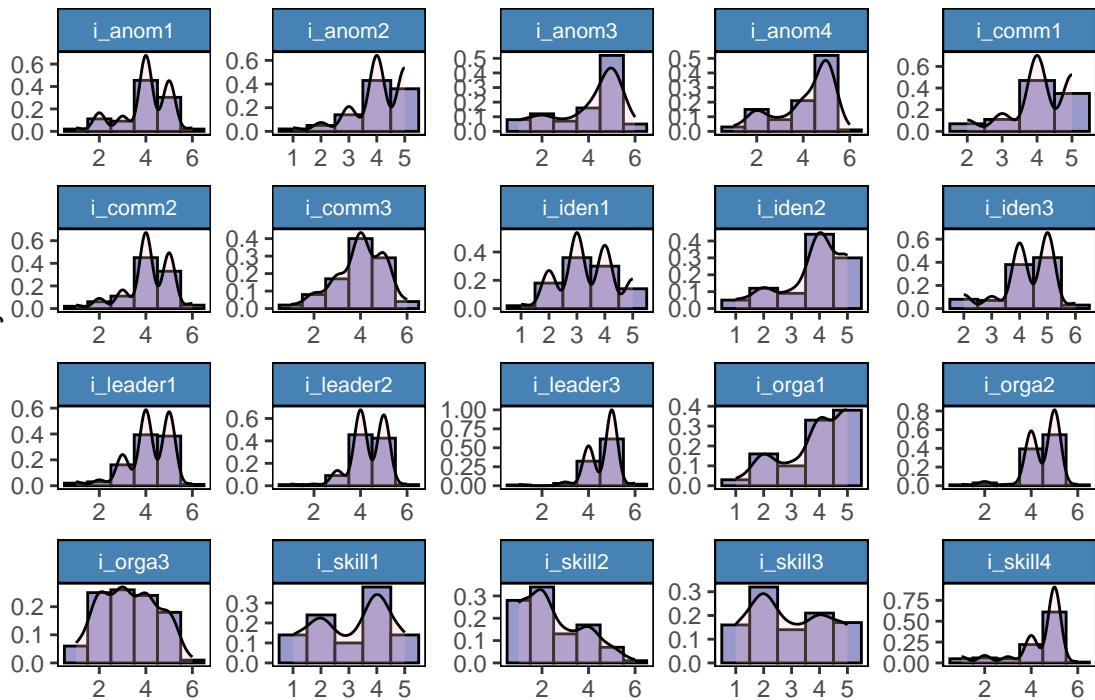 i_anom1 i_anom2 i_anom3 i_anom4 i_comm1
0.6 0.4 0.2 0.0 0.6 0.4 0.2 0.0 0.5 0.4 0.3 0.2 0.1 0.0 0.5 0.4 0.3 0.2 0.1 0.0 0.6 0.4 0.2 0.0
2 4 6 1 2 3 4 5 2 4 6 2 4 6 2 3 4 5
i_comm2 i_comm3 i_iden1 i_iden2 i_iden3
0.6 0.4 0.2 0.0 0.4 0.3 0.2 0.1 0.0 0.4 0.2 0.0 0.4 0.3 0.2 0.1 0.0 0.6 0.4 0.2 0.0
2 4 6 2 4 6 1 2 3 4 5 1 2 3 4 5 2 3 4 5 6
i_leader1 i_leader2 i_leader3 i_orga1 i_orga2
0.6 0.4 0.2 0.0 0.6 0.4 0.2 0.0 1.00 0.75 0.50 0.25 0.00 0.4 0.3 0.2 0.1 0.0 0.8 0.6 0.4 0.2 0.0
2 4 6 2 4 6 2 4 6 1 2 3 4 5 2 4 6
i_orga3 i_skill1 i_skill2 i_skill3 i_skill4
0.2 0.1 0.0 0.3 0.2 0.1 0.0 0.3 0.2 0.1 0.0 0.3 0.2 0.1 0.0 0.75 0.50 0.25 0.00
2 4 6 1 2 3 4 5 2 4 6 1 2 3 4 5 2 4 6